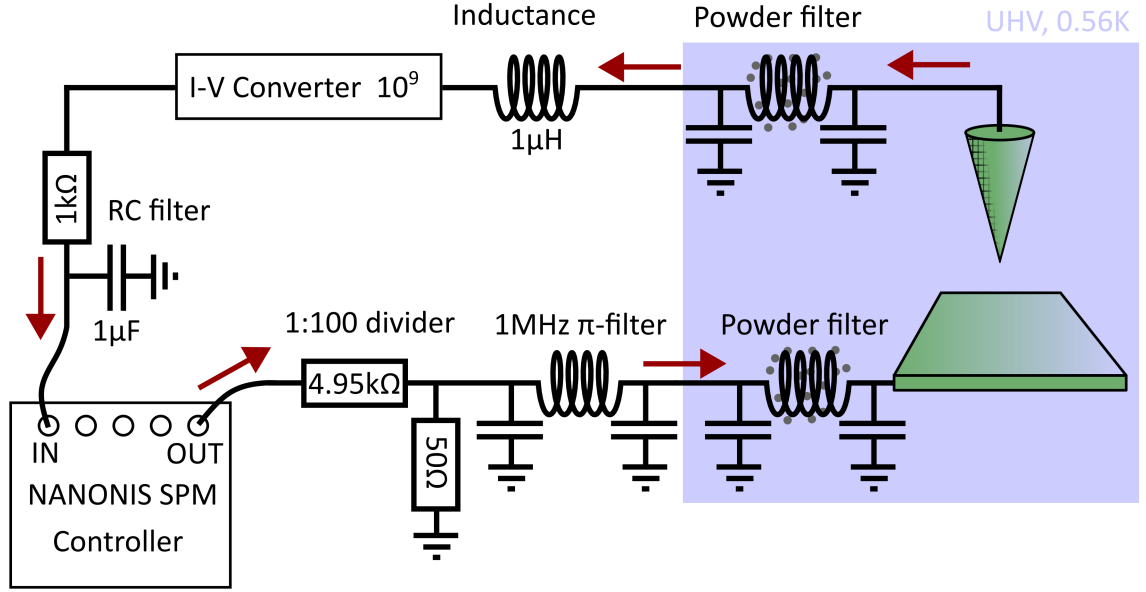 Inductance
Powder filter
UHV, 0.56K
I-V Converter 10⁹
1µH
1kΩ
RC filter
1µF
1:100 divider
1MHz π-filter
Powder filter
4.95kΩ
50Ω
IN
OUT
NANONIS SPM
Controller